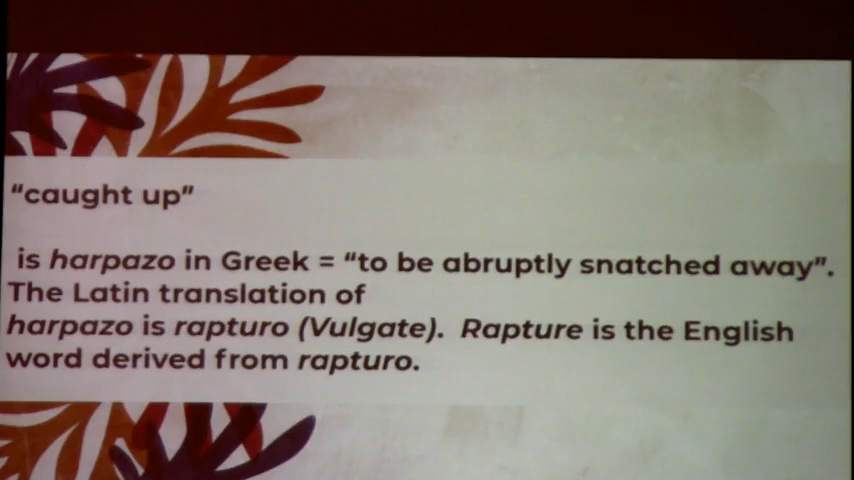 “caught up”
is harpazo in Greek = “to be abruptly snatched away”.
The Latin translation of
harpazo is rapturo (Vulgate). Rapture is the English
word derived from rapturo.